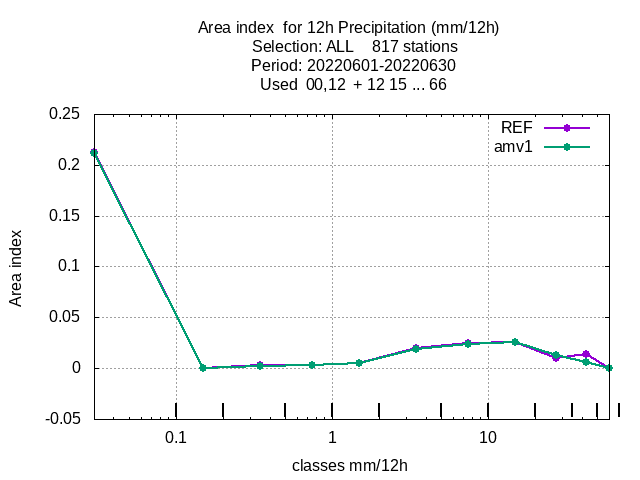 Area index  for 12h Precipitation (mm/12h)
Selection: ALL    817 stations
Period: 20220601-20220630
Used  00,12  + 12 15 ... 66
0.25
REF
amv1
0.2
0.15
Area index
0.1
0.05
0
-0.05
0.1
1
10
classes mm/12h